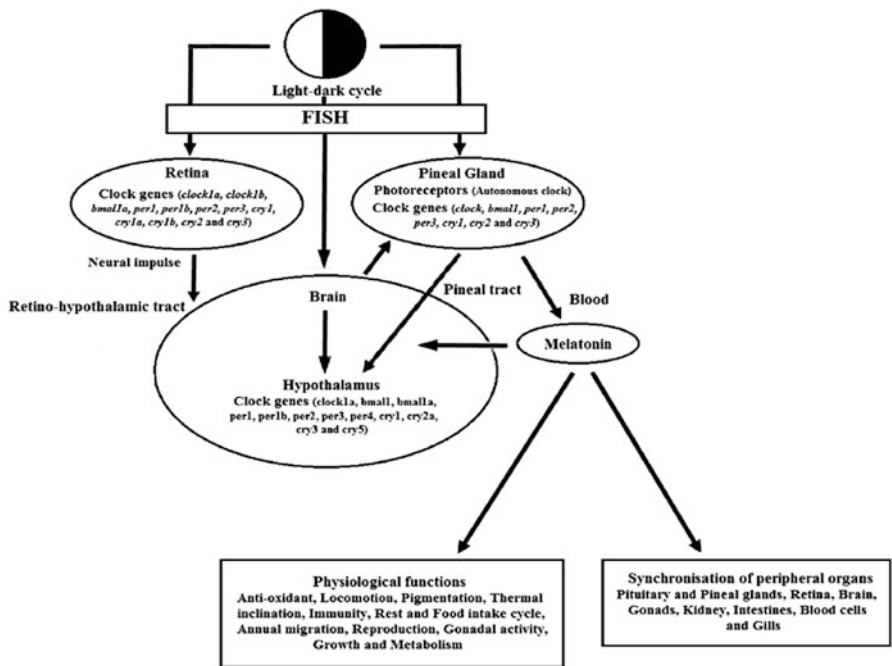 Light-dark cycle
FISH
Retina
Clock genes (clock1a, clock1b,
bmal1a, per1, per1b, per2, per3, cry1,
cry1a, cry1b, cry2 and cry3)
Pineal Gland
Photoreceptors (Autonomous clock)
Clock genes (clock, bmal1, per1, per2,
per3, cry1, cry2 and cry3)
Neural impulse
Retino-hypothalamic tract
Brain
Pineal tract
Blood
Melatonin
Hypothalamus
Clock genes (clock1a, bmal1, bmal1a,
per1, per1b, per2, per3, per4, cry1, cry2a,
cry3 and cry5)
Physiological functions
Anti-oxidant, Locomotion, Pigmentation, Thermal
inclination, Immunity, Rest and Food intake cycle,
Annual migration, Reproduction, Gonadal activity,
Growth and Metabolism
Synchronisation of peripheral organs
Pituitary and Pineal glands, Retina, Brain,
Gonads, Kidney, Intestines, Blood cells
and Gills